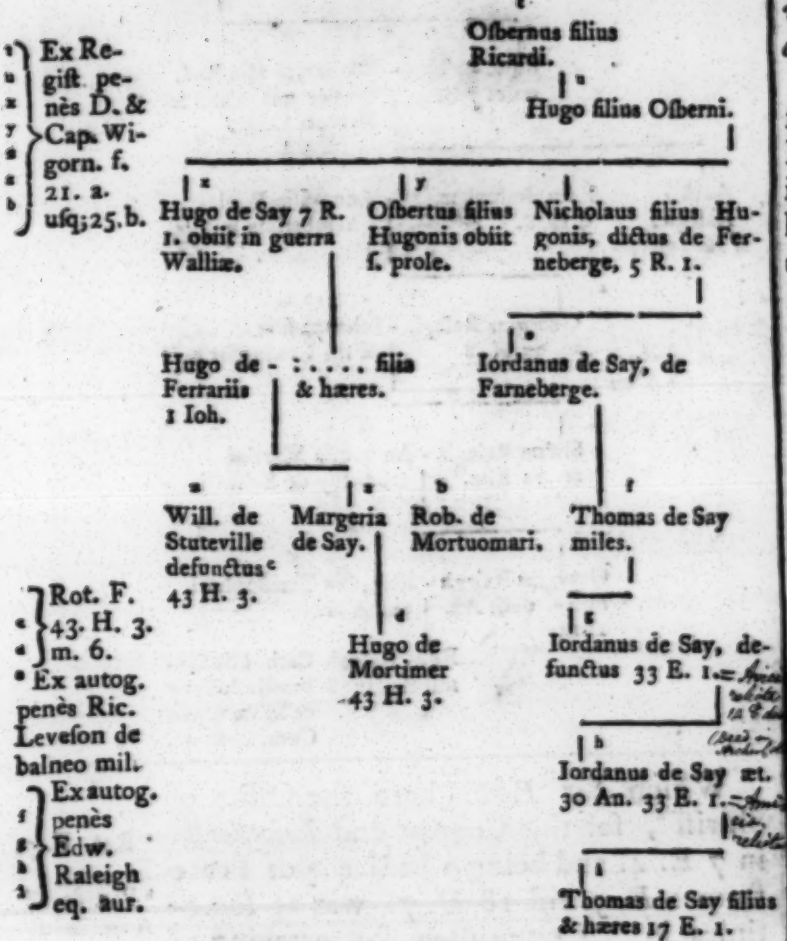 Osbernus filius
Ricardi.
Hugo filius Osberni.
Ex Re-
gist. pe-
nès D. &
Cap. Wi-
gorn. f.
21. a.
usq; 25. b.
Hugo de Say 7 R.
1. obiit in guerra
Walliæ.
Osbertus filius
Hugonis obiit
s. prole.
Nicholaus filius Hu-
gonis, dictus de Fer-
neberge, 5 R. 1.
Hugo de -
Ferrariis
1 Ioh.
: . . . . . filia
& hæres.
Iordanus de Say, de
Farneberge.
Will. de
Stuteville
defunctus c
43 H. 3.
Margeria
de Say.
Rob. de
Mortuomari.
Thomas de Say
miles.
Hugo de
Mortimer
43 H. 3.
Iordanus de Say, de-
functus 33 E. 1.=
Iordanus de Say æt.
30 An. 33 E. 1.=
Thomas de Say filius
& hæres 17 E. 1.
Rot. F.
43. H. 3.
m. 6.
* Ex autog.
penès Ric.
Leveson de
balneo mil.
Ex autog.
penès
Edw.
Raleigh
eq. aur.